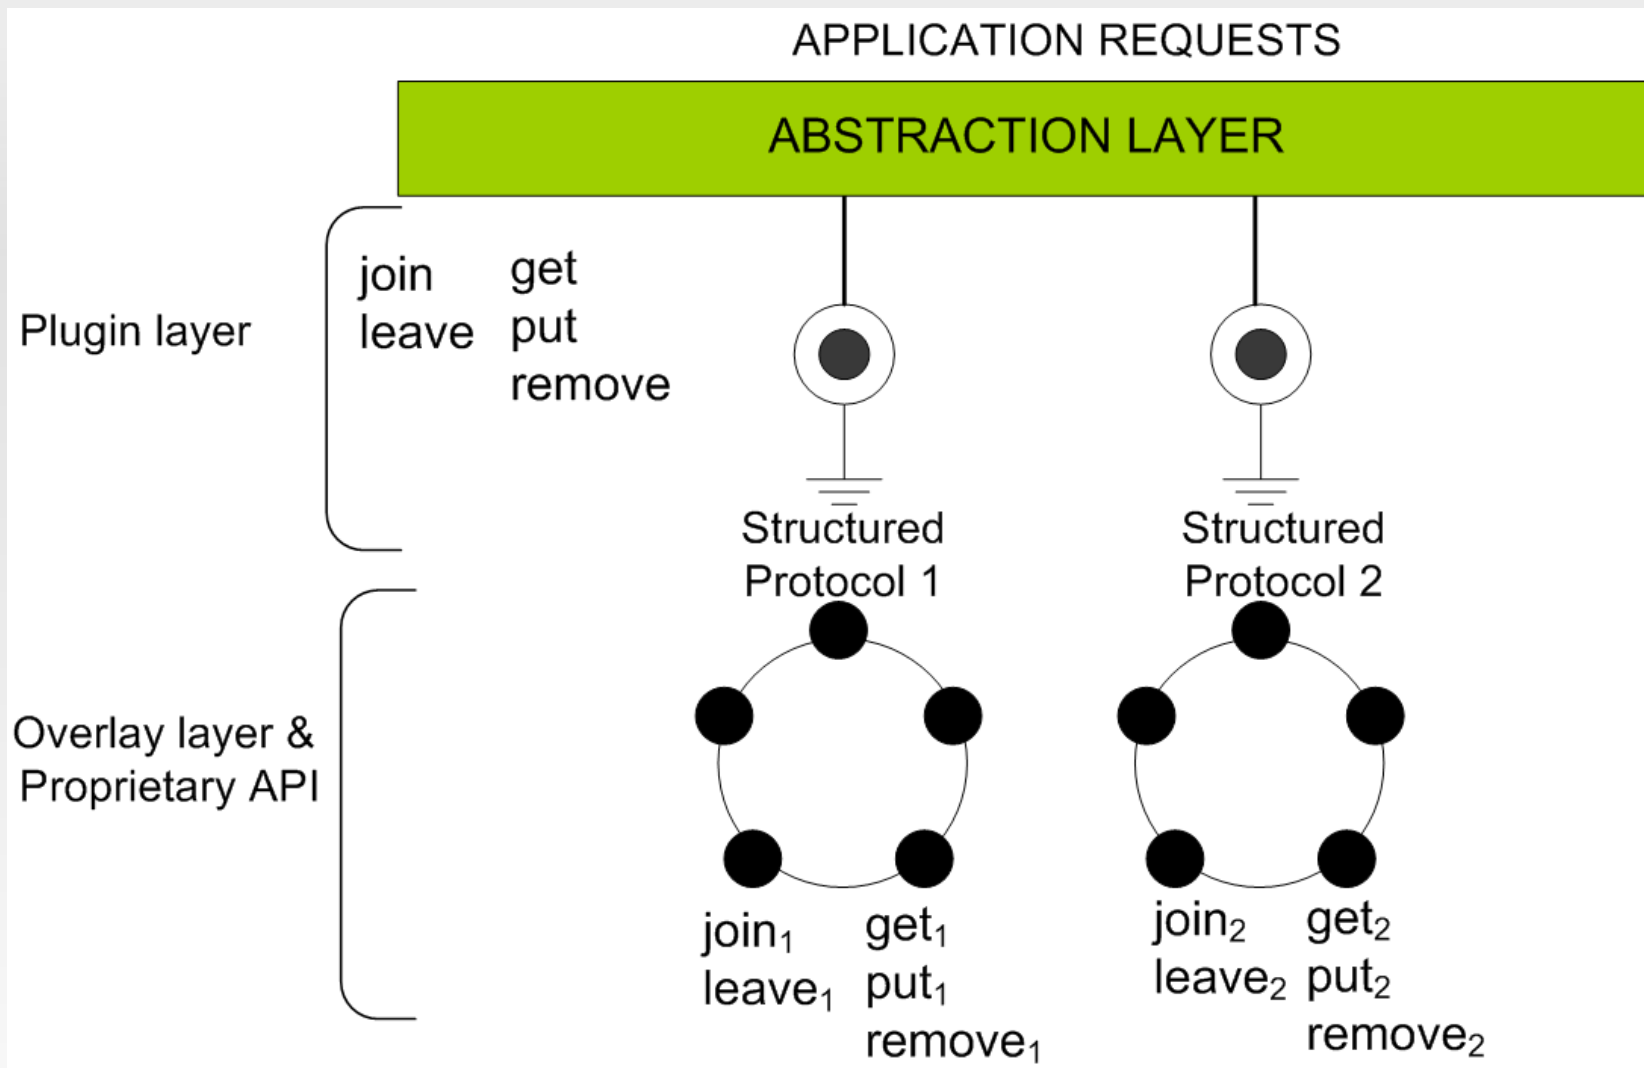 APPLICATION REQUESTS
ABSTRACTION LAYER
Plugin layer
join get
leave put
remove
Structured
Protocol 1
Structured
Protocol 2
Overlay layer &
Proprietary API
join₁ get₁
leave₁ put₁
remove₁
join₂ get₂
leave₂ put₂
remove₂